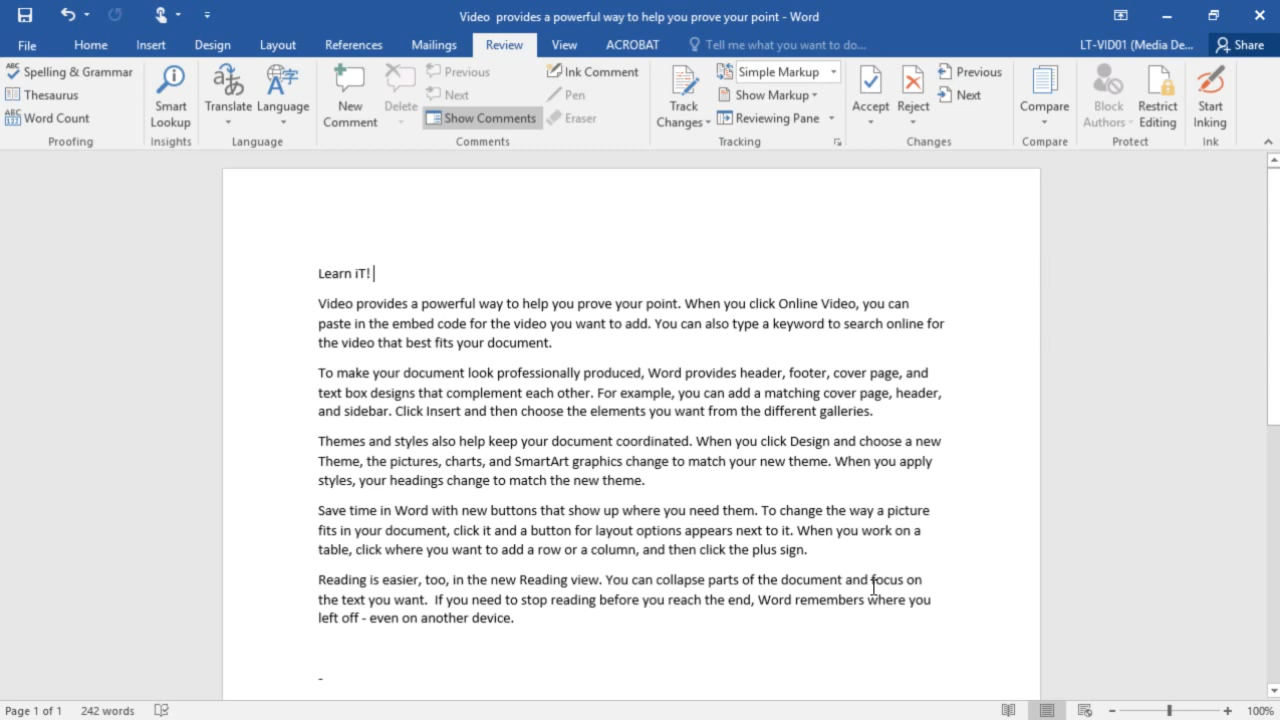 Video  provides a powerful way to help you prove your point - Word
File Home Insert Design Layout References Mailings Review View ACROBAT Tell me what you want to do... LT-VID01 (Media De... Share
ABC Spelling & Grammar
Thesaurus
ABC 123 Word Count
Proofing
Smart Lookup
Insights
Translate
Language
Language
New Comment
Delete
Previous
Next
Show Comments
Ink Comment
Pen
Eraser
Comments
Track Changes
Simple Markup
Show Markup
Reviewing Pane
Tracking
Accept
Reject
Previous
Next
Changes
Compare
Compare
Block Authors
Restrict Editing
Protect
Start Inking
Ink
Learn iT!
Video provides a powerful way to help you prove your point. When you click Online Video, you can
paste in the embed code for the video you want to add. You can also type a keyword to search online for
the video that best fits your document.
To make your document look professionally produced, Word provides header, footer, cover page, and
text box designs that complement each other. For example, you can add a matching cover page, header,
and sidebar. Click Insert and then choose the elements you want from the different galleries.
Themes and styles also help keep your document coordinated. When you click Design and choose a new
Theme, the pictures, charts, and SmartArt graphics change to match your new theme. When you apply
styles, your headings change to match the new theme.
Save time in Word with new buttons that show up where you need them. To change the way a picture
fits in your document, click it and a button for layout options appears next to it. When you work on a
table, click where you want to add a row or a column, and then click the plus sign.
Reading is easier, too, in the new Reading view. You can collapse parts of the document and focus on
the text you want.  If you need to stop reading before you reach the end, Word remembers where you
left off - even on another device.
-
Page 1 of 1 242 words 100%